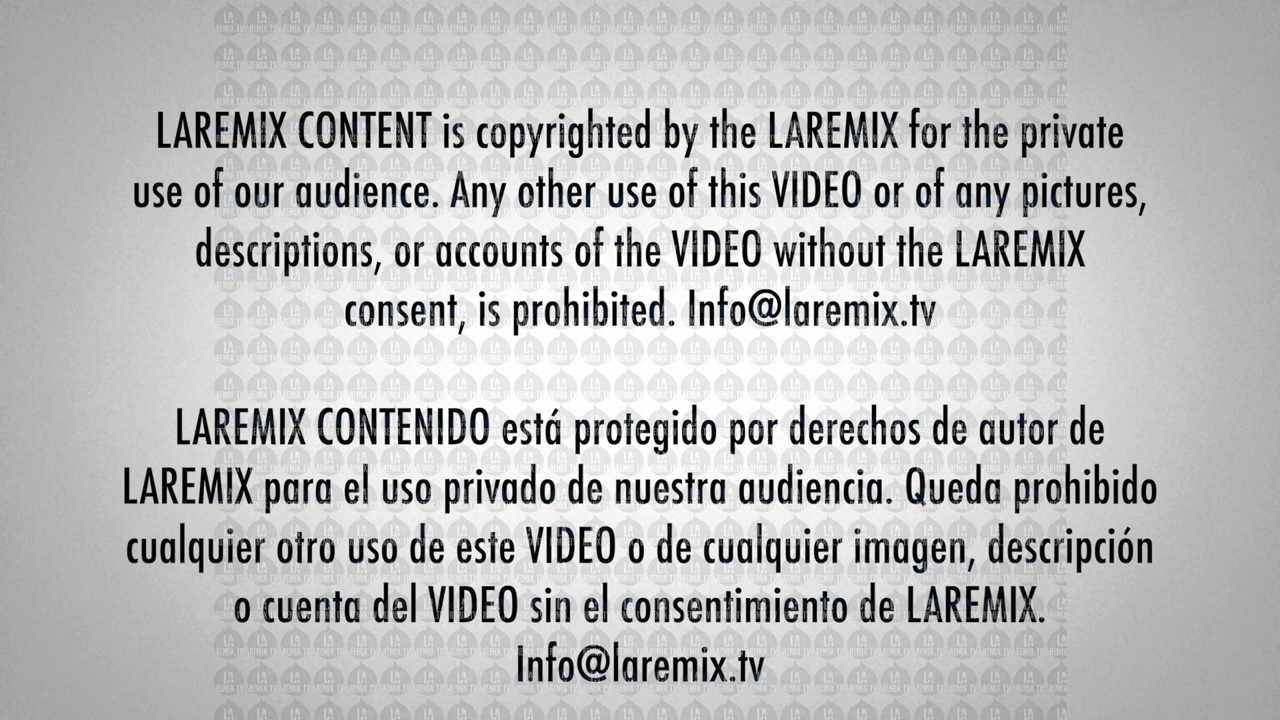 LAREMIX CONTENT is copyrighted by the LAREMIX for the private
use of our audience. Any other use of this VIDEO or of any pictures,
descriptions, or accounts of the VIDEO without the LAREMIX
consent, is prohibited. Info@laremix.tv
LAREMIX CONTENIDO está protegido por derechos de autor de
LAREMIX para el uso privado de nuestra audiencia. Queda prohibido
cualquier otro uso de este VIDEO o de cualquier imagen, descripción
o cuenta del VIDEO sin el consentimiento de LAREMIX.
Info@laremix.tv